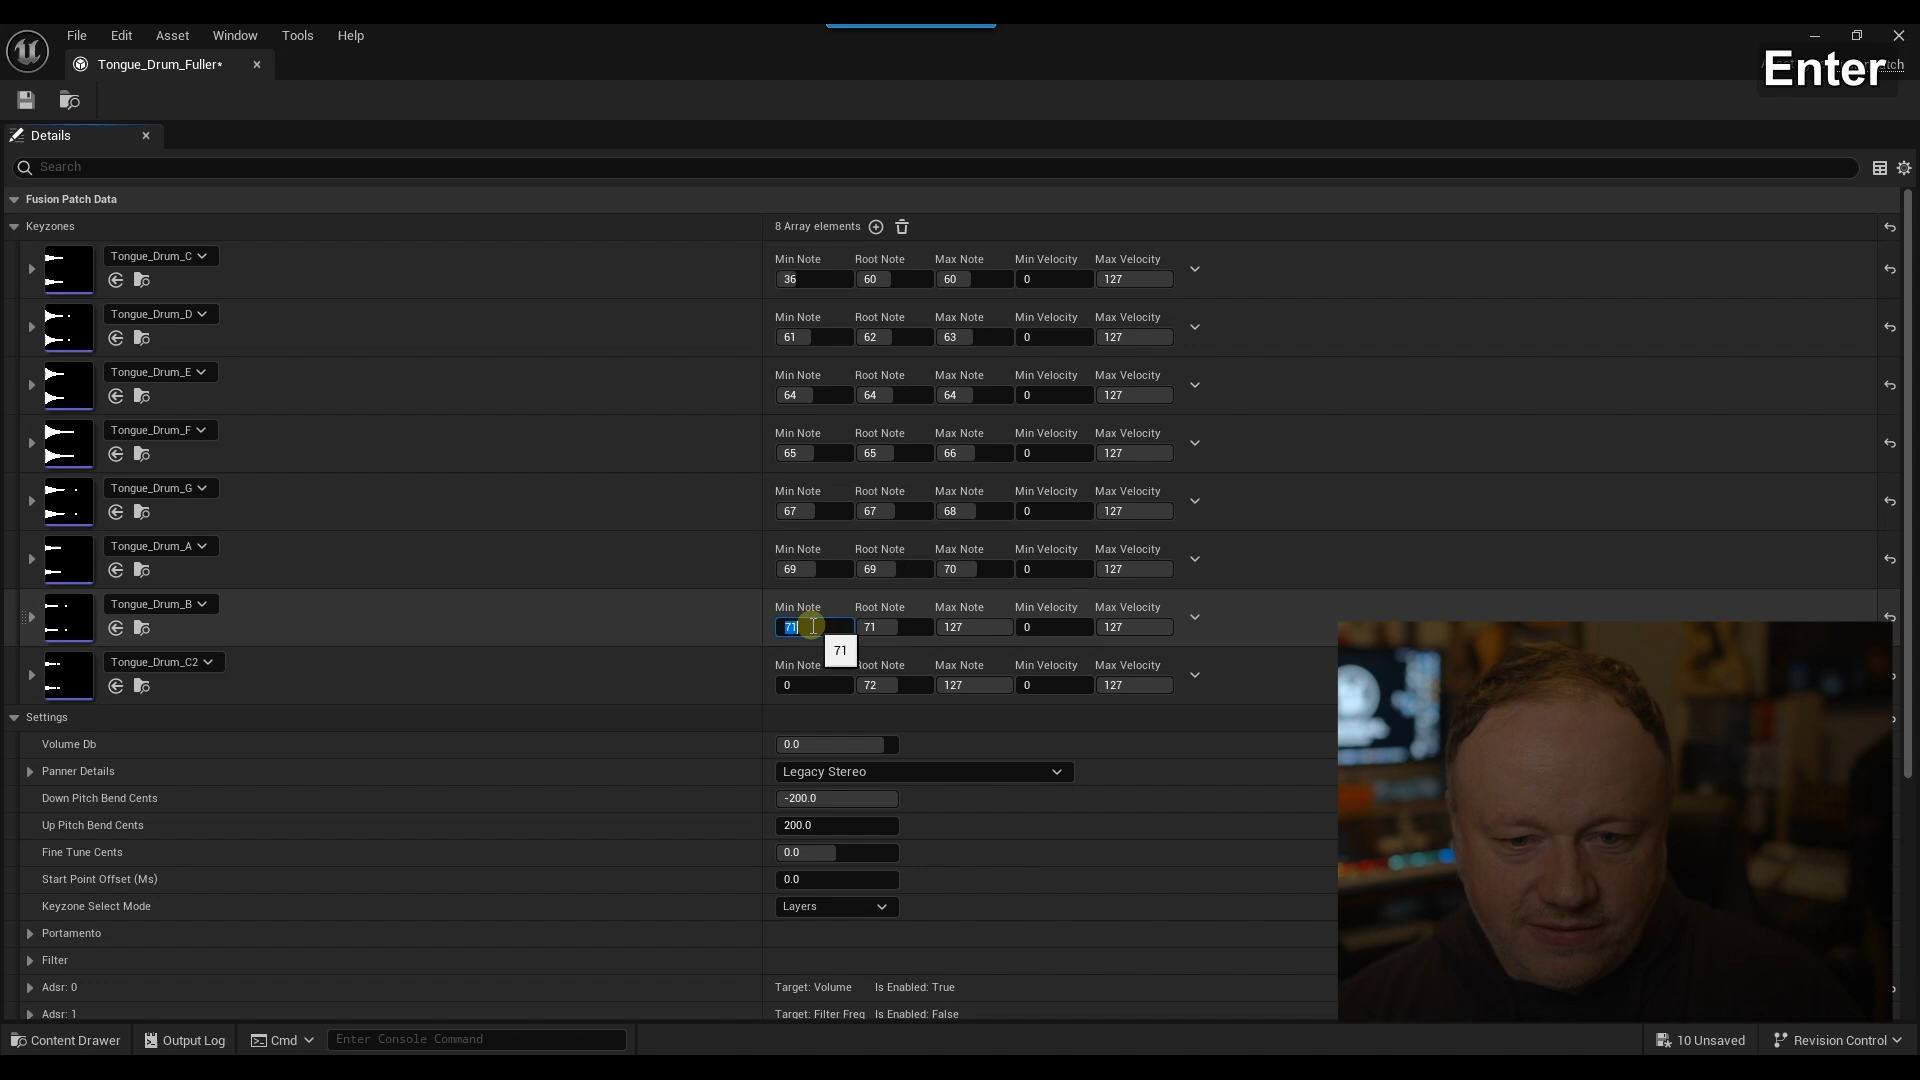 File Edit Asset Window Tools Help
Tongue_Drum_Fuller*
Enter
Details
Search
Fusion Patch Data
Keyzones 8 Array elements
Tongue_Drum_C Min Note Root Note Max Note Min Velocity Max Velocity
36 60 60 0 127
Tongue_Drum_D Min Note Root Note Max Note Min Velocity Max Velocity
61 62 63 0 127
Tongue_Drum_E Min Note Root Note Max Note Min Velocity Max Velocity
64 64 64 0 127
Tongue_Drum_F Min Note Root Note Max Note Min Velocity Max Velocity
65 65 66 0 127
Tongue_Drum_G Min Note Root Note Max Note Min Velocity Max Velocity
67 67 68 0 127
Tongue_Drum_A Min Note Root Note Max Note Min Velocity Max Velocity
69 69 70 0 127
Tongue_Drum_B Min Note Root Note Max Note Min Velocity Max Velocity
71 71 127 0 127
71
Tongue_Drum_C2 Min Note Root Note Max Note Min Velocity Max Velocity
0 72 127 0 127
Settings
Volume Db 0.0
Panner Details Legacy Stereo
Down Pitch Bend Cents -200.0
Up Pitch Bend Cents 200.0
Fine Tune Cents 0.0
Start Point Offset (Ms) 0.0
Keyzone Select Mode Layers
Portamento
Filter
Adsr: 0 Target: Volume Is Enabled: True
Adsr: 1 Target: Filter Freq Is Enabled: False
Content Drawer Output Log Cmd Enter Console Command 10 Unsaved Revision Control